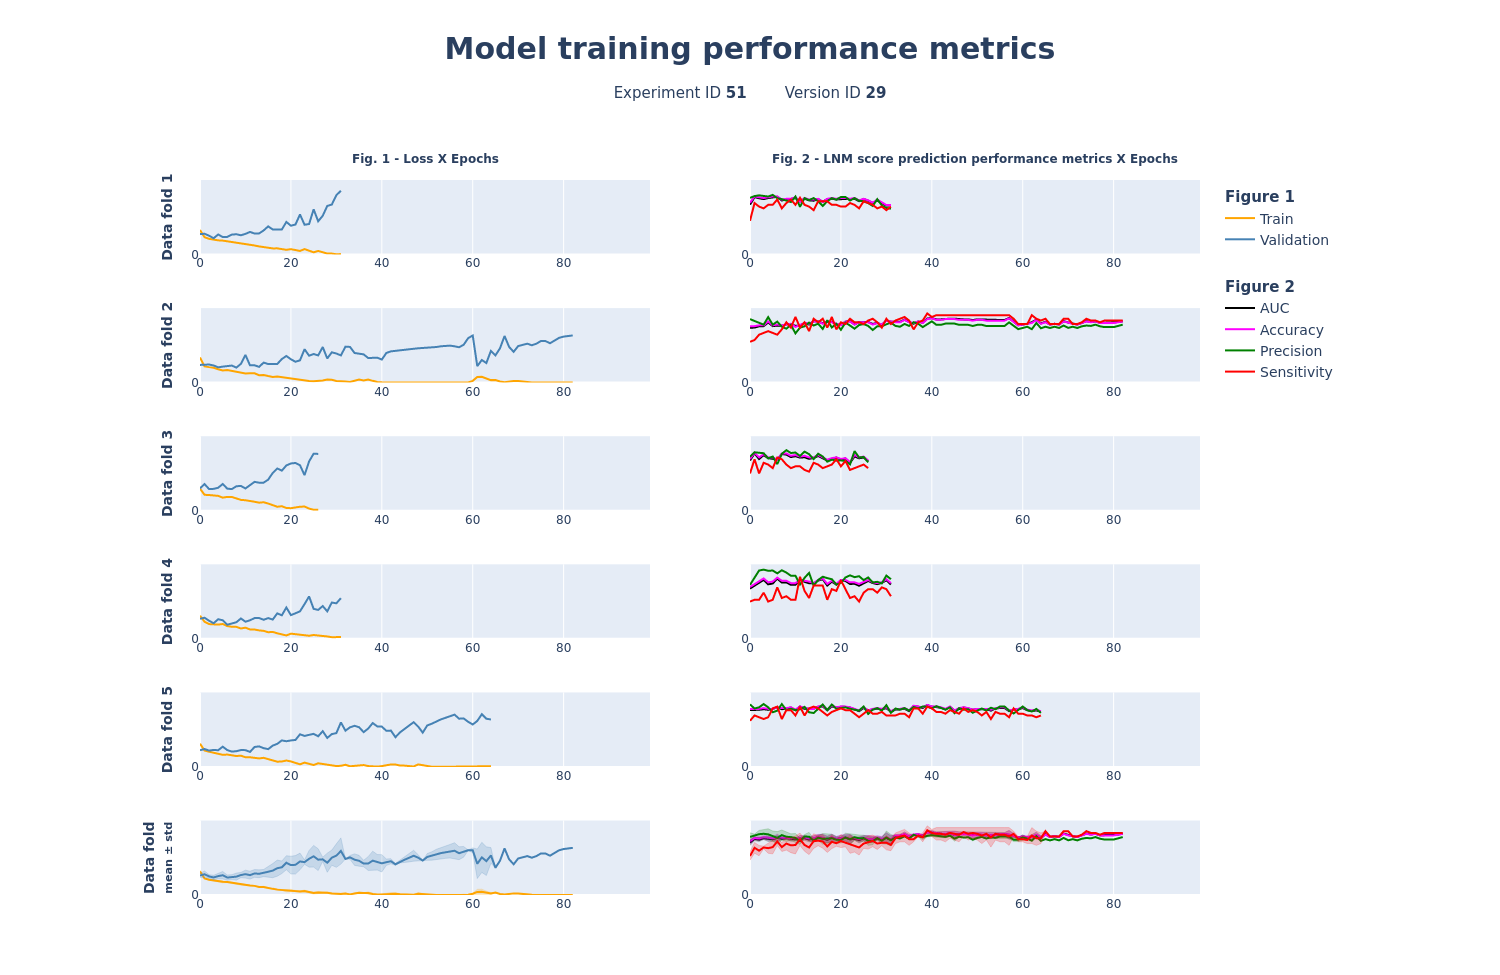 Model training performance metrics
Experiment ID 51 Version ID 29
Fig. 1 - Loss X Epochs
Fig. 2 - LNM score prediction performance metrics X Epochs
Data fold 1
0
0 20 40 60 80
0
0 20 40 60 80
Figure 1
Train
Validation
Figure 2
AUC
Accuracy
Precision
Sensitivity
Data fold 2
0
0 20 40 60 80
0
0 20 40 60 80
Data fold 3
0
0 20 40 60 80
0
0 20 40 60 80
Data fold 4
0
0 20 40 60 80
0
0 20 40 60 80
Data fold 5
0
0 20 40 60 80
0
0 20 40 60 80
Data fold
mean ± std
0
0 20 40 60 80
0
0 20 40 60 80